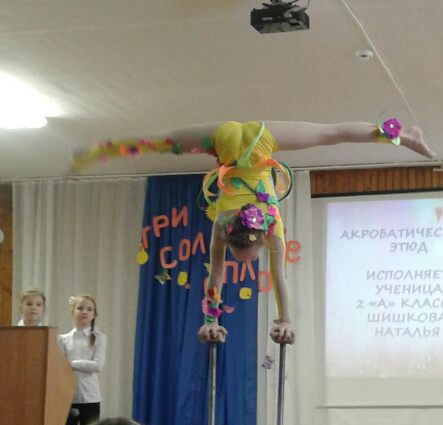 ТРИ
СОЛ
АКРОБАТИЧЕС
ЭТЮД
ИСПОЛНЯЕТ
УЧЕНИЦА
2 «А» КЛАС
ШИШКОВА
НАТАЛЬЯ